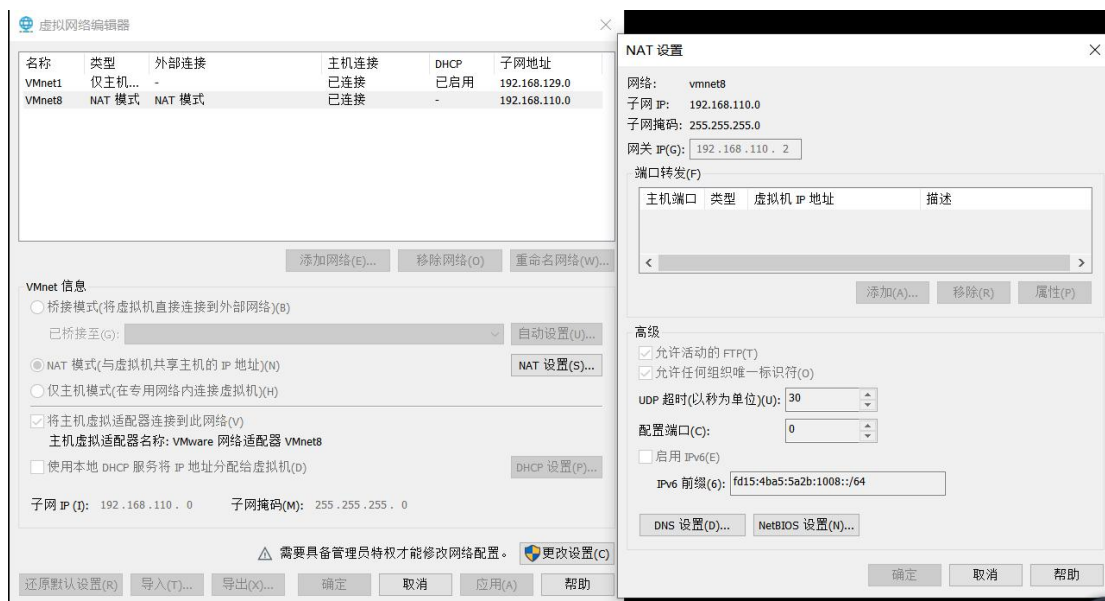 虚拟网络编辑器
名称 类型 外部连接 主机连接 DHCP 子网地址
VMnet1 仅主机... - 已连接 已启用 192.168.129.0
VMnet8 NAT 模式 NAT 模式 已连接 - 192.168.110.0
添加网络(E)... 移除网络(O) 重命名网络(W)...
VMnet 信息
桥接模式(将虚拟机直接连接到外部网络)(B)
已桥接至(G): 自动设置(U)...
NAT 模式(与虚拟机共享主机的 IP 地址)(N) NAT 设置(S)...
仅主机模式(在专用网络内连接虚拟机)(H)
将主机虚拟适配器连接到此网络(V)
主机虚拟适配器名称: VMware 网络适配器 VMnet8
使用本地 DHCP 服务将 IP 地址分配给虚拟机(D) DHCP 设置(P)...
子网 IP (I): 192 . 168 . 110 . 0 子网掩码(M): 255 . 255 . 255 . 0
需要具备管理员特权才能修改网络配置。 更改设置(C)
还原默认设置(R) 导入(T)... 导出(X)... 确定 取消 应用(A) 帮助
NAT 设置
网络: vmnet8
子网 IP: 192.168.110.0
子网掩码: 255.255.255.0
网关 IP(G): 192 . 168 . 110 . 2
端口转发(F)
主机端口 类型 虚拟机 IP 地址 描述
添加(A)... 移除(R) 属性(P)
高级
允许活动的 FTP(T)
允许任何组织唯一标识符(O)
UDP 超时(以秒为单位)(U): 30
配置端口(C): 0
启用 IPv6(E)
IPv6 前缀(6): fd15:4ba5:5a2b:1008::/64
DNS 设置(D)... NetBIOS 设置(N)...
确定 取消 帮助